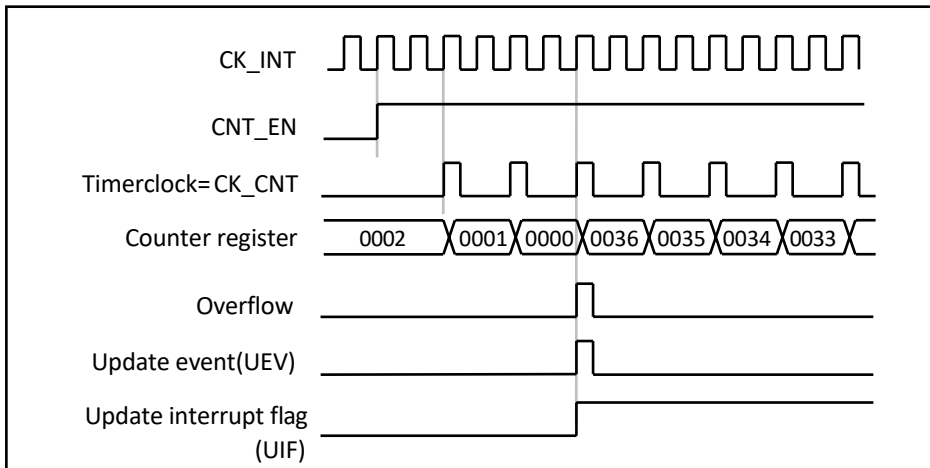 CK_INT
CNT_EN
Timerclock= CK_CNT
Counter register 0002 0001 0000 0036 0035 0034 0033
Overflow
Update event(UEV)
Update interrupt flag
(UIF)